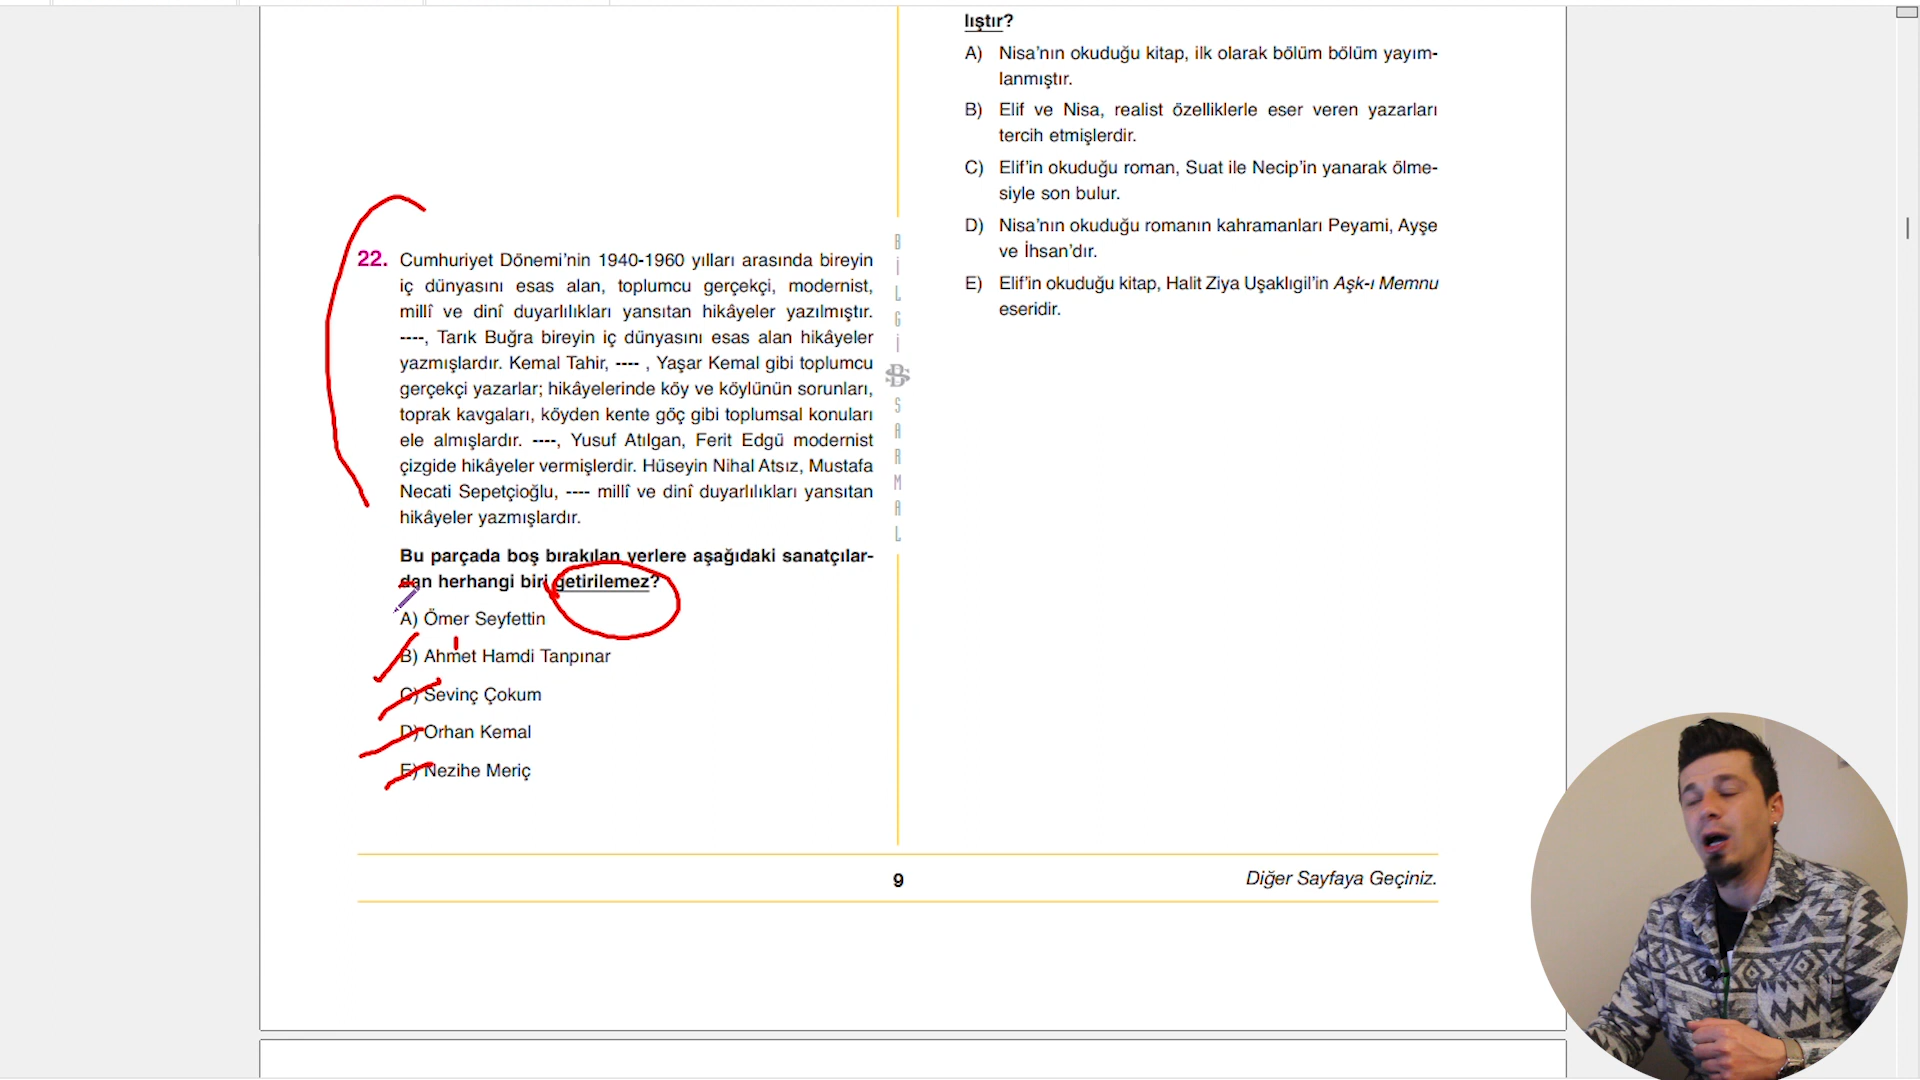 22. Cumhuriyet Dönemi’nin 1940-1960 yılları arasında bireyin
iç dünyasını esas alan, toplumcu gerçekçi, modernist,
millî ve dinî duyarlılıkları yansıtan hikâyeler yazılmıştır.
----, Tarık Buğra bireyin iç dünyasını esas alan hikâyeler
yazmışlardır. Kemal Tahir, ---- , Yaşar Kemal gibi toplumcu
gerçekçi yazarlar; hikâyelerinde köy ve köylünün sorunları,
toprak kavgaları, köyden kente göç gibi toplumsal konuları
ele almışlardır. ----, Yusuf Atılgan, Ferit Edgü modernist
çizgide hikâyeler vermişlerdir. Hüseyin Nihal Atsız, Mustafa
Necati Sepetçioğlu, ---- millî ve dinî duyarlılıkları yansıtan
hikâyeler yazmışlardır.
Bu parçada boş bırakılan yerlere aşağıdaki sanatçılar-
dan herhangi biri getirilemez?
A) Ömer Seyfettin
B) Ahmet Hamdi Tanpınar
C) Sevinç Çokum
D) Orhan Kemal
E) Nezihe Meriç
BİLGİ SARMAL
lıştır?
A) Nisa’nın okuduğu kitap, ilk olarak bölüm bölüm yayım-
lanmıştır.
B) Elif ve Nisa, realist özelliklerle eser veren yazarları
tercih etmişlerdir.
C) Elif’in okuduğu roman, Suat ile Necip’in yanarak ölme-
siyle son bulur.
D) Nisa’nın okuduğu romanın kahramanları Peyami, Ayşe
ve İhsan’dır.
E) Elif’in okuduğu kitap, Halit Ziya Uşaklıgil’in Aşk-ı Memnu
eseridir.
9
Diğer Sayfaya Geçiniz.